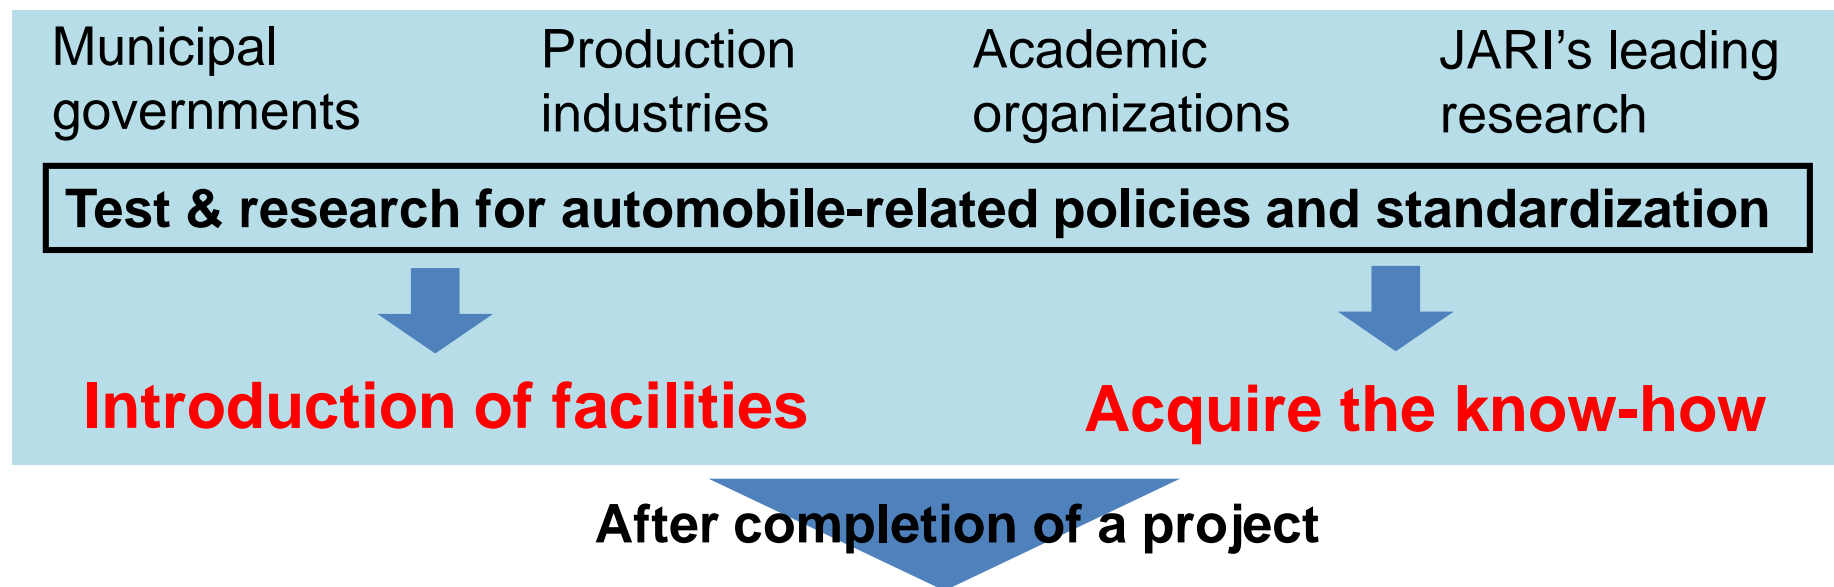 Municipal
governments
Production
industries
Academic
organizations
JARI’s leading
research
Test & research for automobile-related policies and standardization
Introduction of facilities
Acquire the know-how
After completion of a project